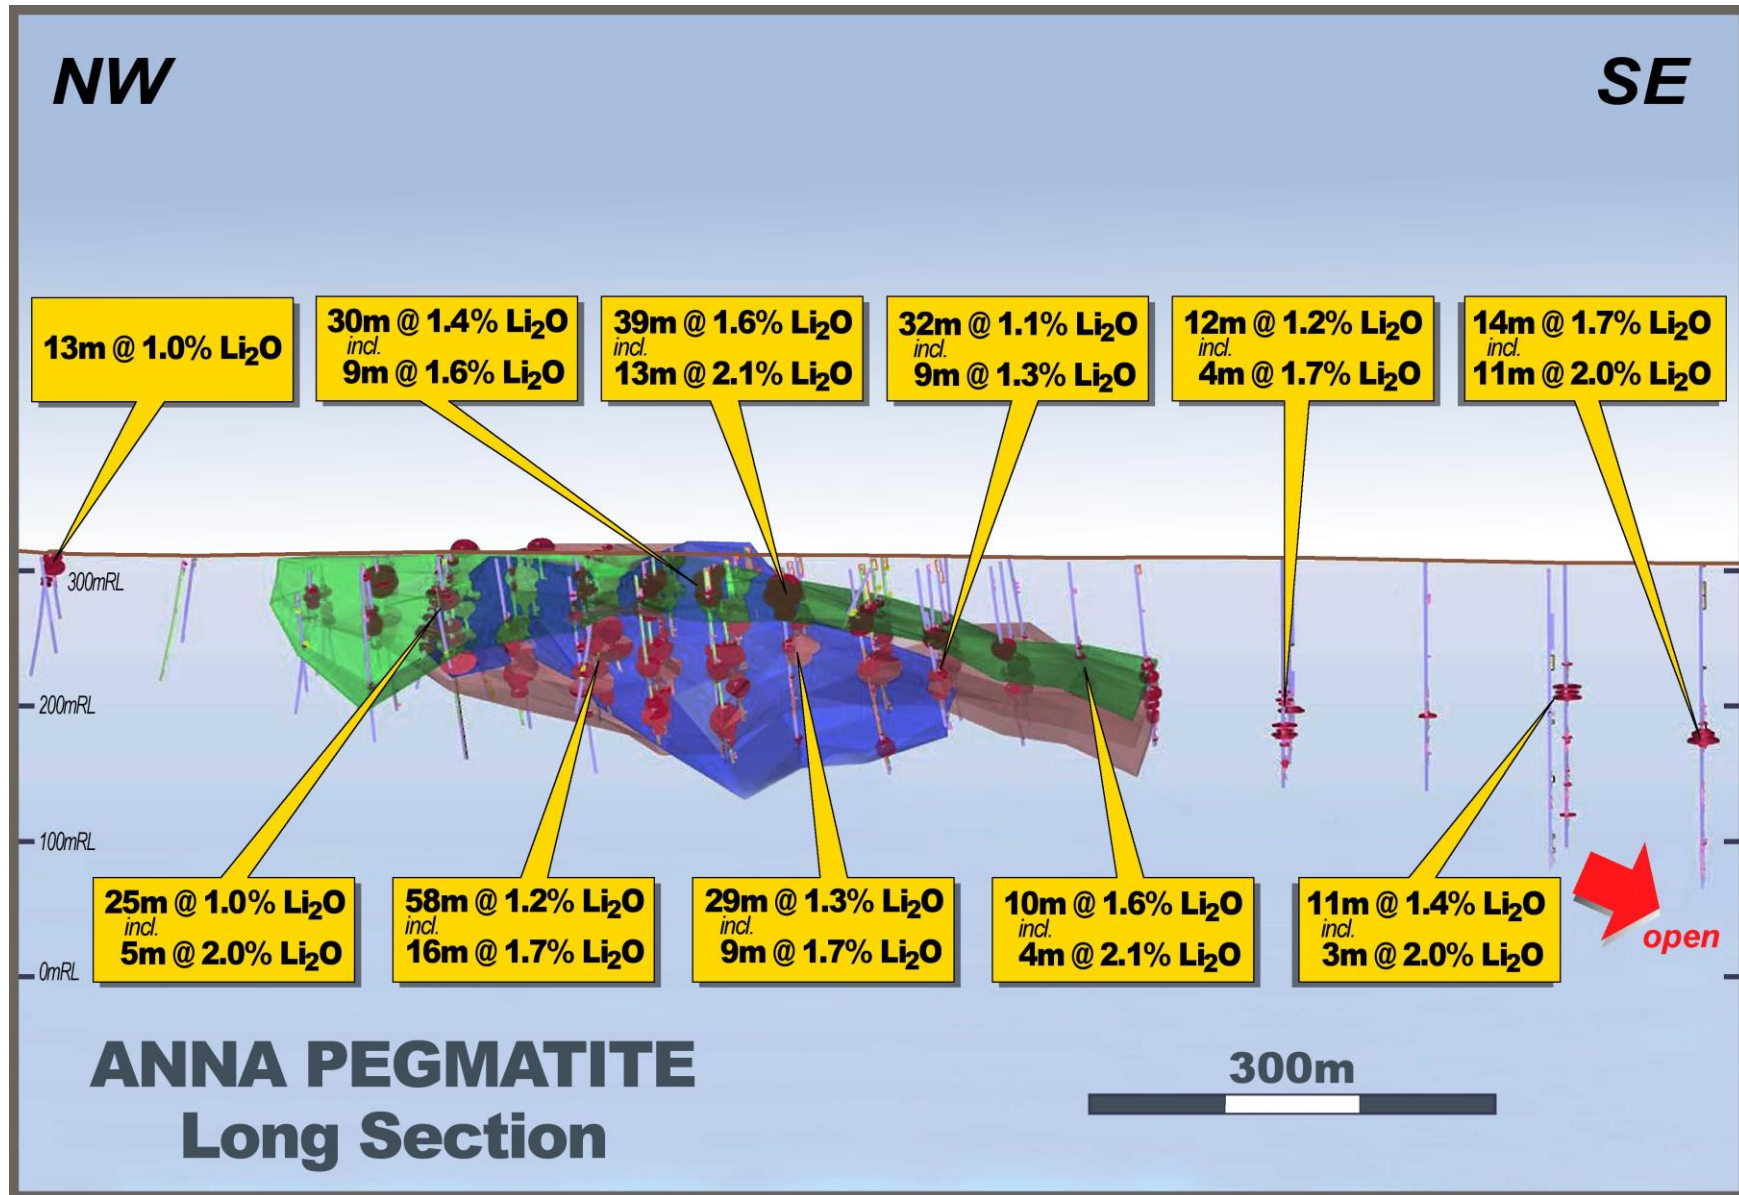 NW
SE
13m @ 1.0% Li₂O
30m @ 1.4% Li₂O
incl.
9m @ 1.6% Li₂O
39m @ 1.6% Li₂O
incl.
13m @ 2.1% Li₂O
32m @ 1.1% Li₂O
incl.
9m @ 1.3% Li₂O
12m @ 1.2% Li₂O
incl.
4m @ 1.7% Li₂O
14m @ 1.7% Li₂O
incl.
11m @ 2.0% Li₂O
300mRL
200mRL
100mRL
0mRL
25m @ 1.0% Li₂O
incl.
5m @ 2.0% Li₂O
58m @ 1.2% Li₂O
incl.
16m @ 1.7% Li₂O
29m @ 1.3% Li₂O
incl.
9m @ 1.7% Li₂O
10m @ 1.6% Li₂O
incl.
4m @ 2.1% Li₂O
11m @ 1.4% Li₂O
incl.
3m @ 2.0% Li₂O
open
ANNA PEGMATITE
Long Section
300m